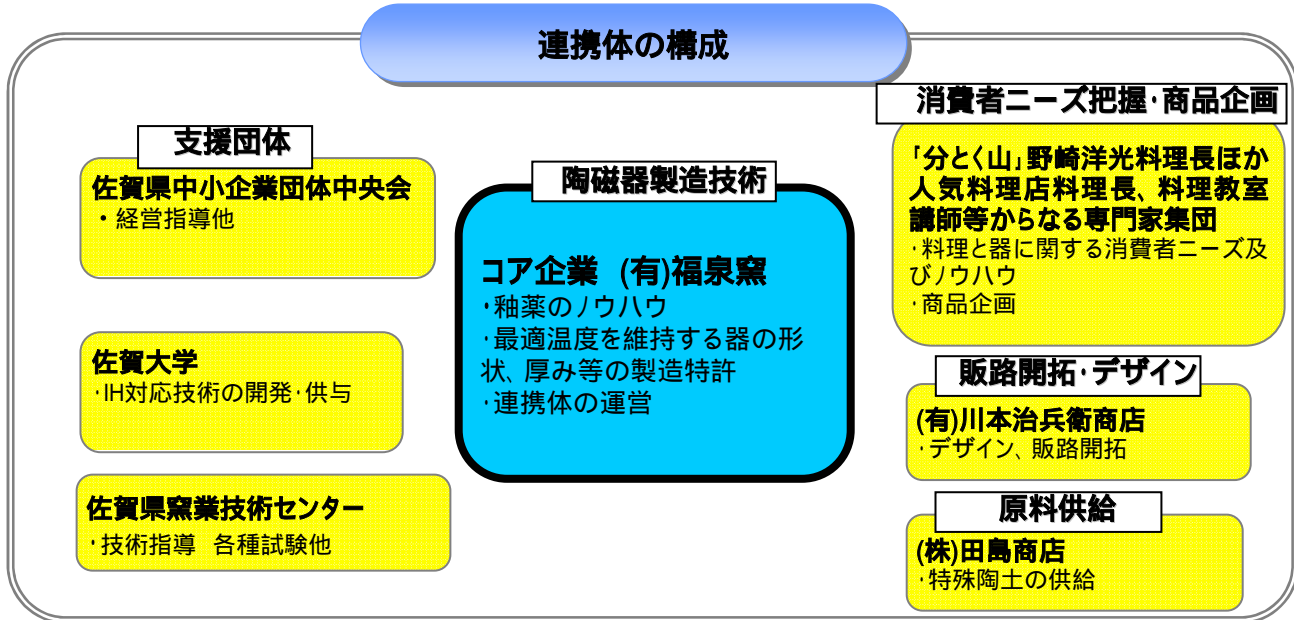 連携体の構成
支援団体
佐賀県中小企業団体中央会
・経営指導他
佐賀大学
・IH対応技術の開発・供与
佐賀県窯業技術センター
・技術指導　各種試験他
陶磁器製造技術
コア企業　(有)福泉窯
・釉薬のノウハウ
・最適温度を維持する器の形
状、厚み等の製造特許
・連携体の運営
消費者ニーズ把握・商品企画
「分とく山」野崎洋光料理長ほか
人気料理店料理長、料理教室
講師等からなる専門家集団
・料理と器に関する消費者ニーズ及
びノウハウ
・商品企画
販路開拓・デザイン
(有)川本治兵衛商店
・デザイン、販路開拓
原料供給
(株)田島商店
・特殊陶土の供給